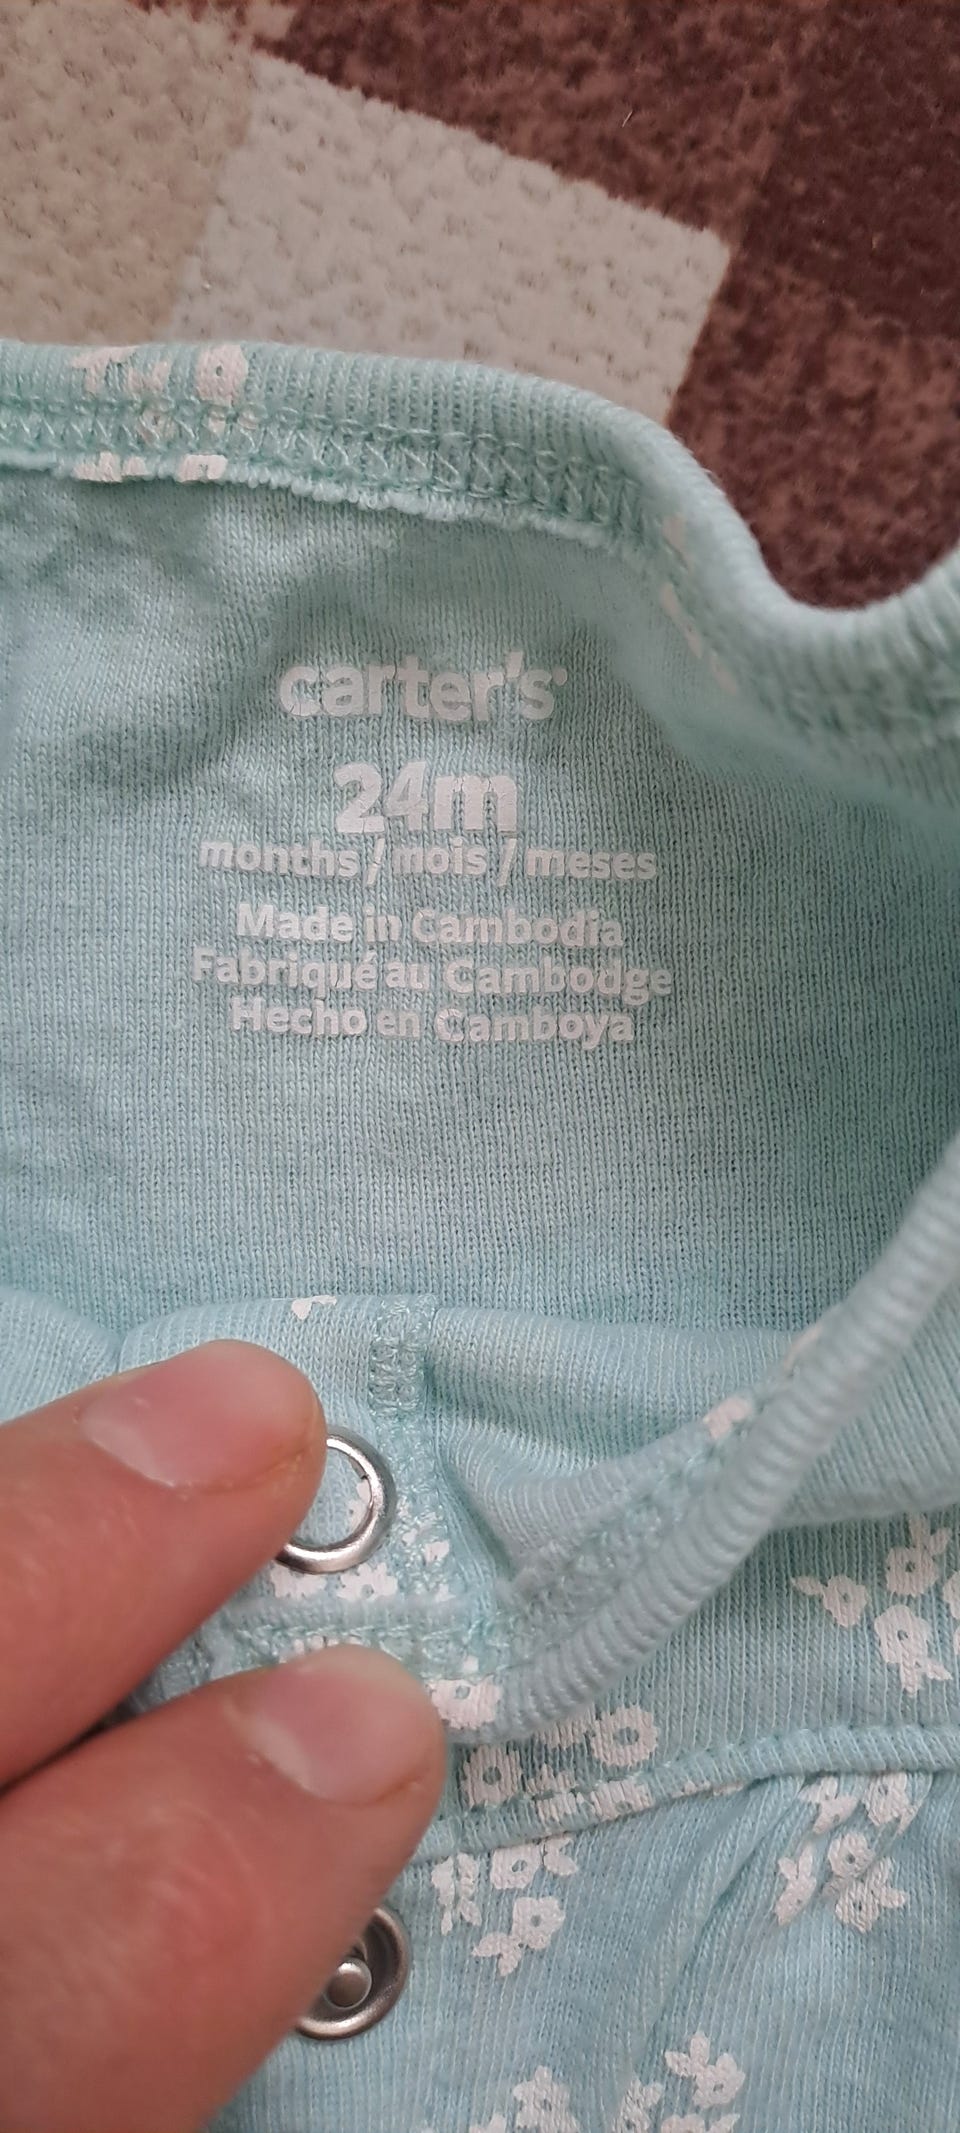 carter's
24m
months / mois / meses
Made in Cambodia
Fabriqué au Cambodge
Hecho en Camboya